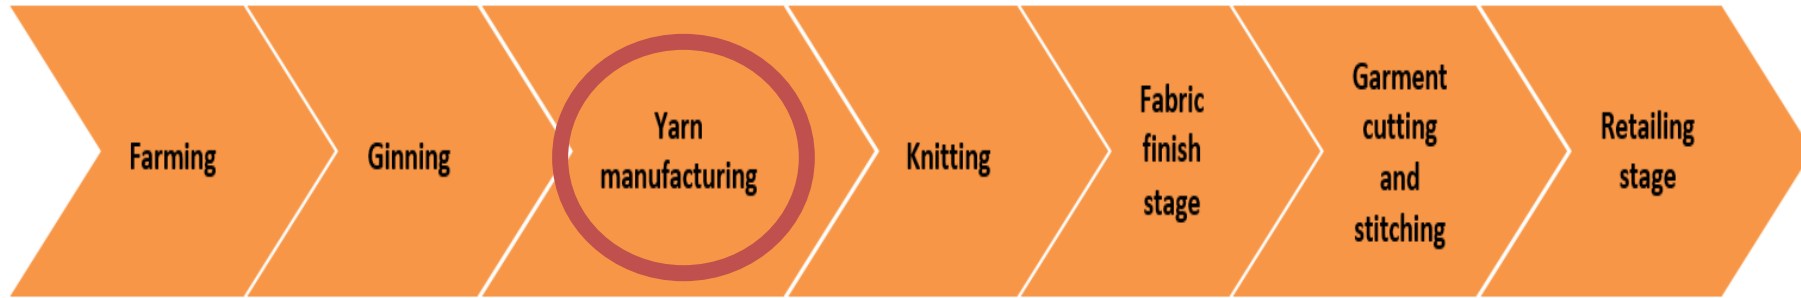 Farming
Ginning
Yarn
manufacturing
Knitting
Fabric
finish
stage
Garment
cutting
and
stitching
Retailing
stage